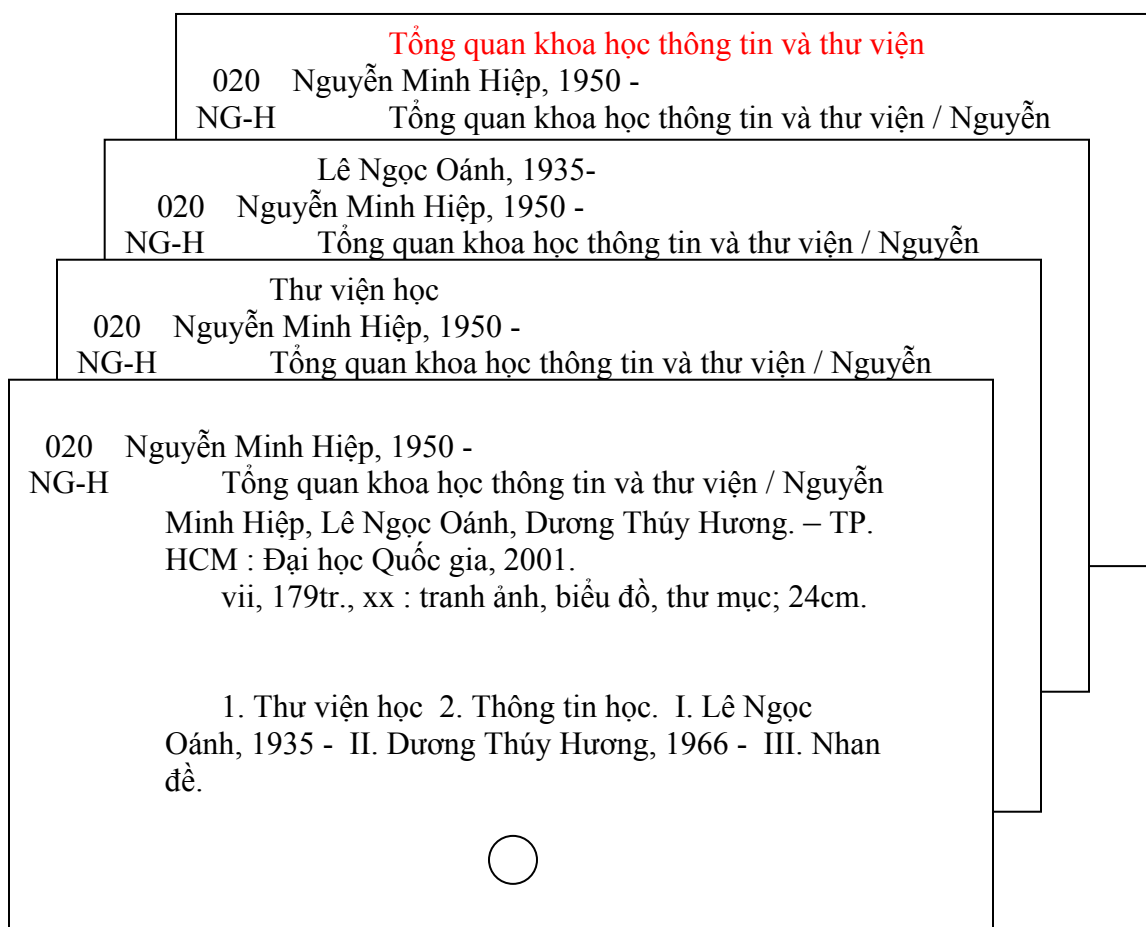 Tổng quan khoa học thông tin và thư viện
020 Nguyễn Minh Hiệp, 1950 -
NG-H Tổng quan khoa học thông tin và thư viện / Nguyễn
Lê Ngọc Oánh, 1935-
020 Nguyễn Minh Hiệp, 1950 -
NG-H Tổng quan khoa học thông tin và thư viện / Nguyễn
Thư viện học
020 Nguyễn Minh Hiệp, 1950 -
NG-H Tổng quan khoa học thông tin và thư viện / Nguyễn
020 Nguyễn Minh Hiệp, 1950 -
NG-H Tổng quan khoa học thông tin và thư viện / Nguyễn
Minh Hiệp, Lê Ngọc Oánh, Dương Thúy Hương. – TP.
HCM : Đại học Quốc gia, 2001.
vii, 179tr., xx : tranh ảnh, biểu đồ, thư mục; 24cm.
1. Thư viện học 2. Thông tin học. I. Lê Ngọc
Oánh, 1935 - II. Dương Thúy Hương, 1966 - III. Nhan
đề.